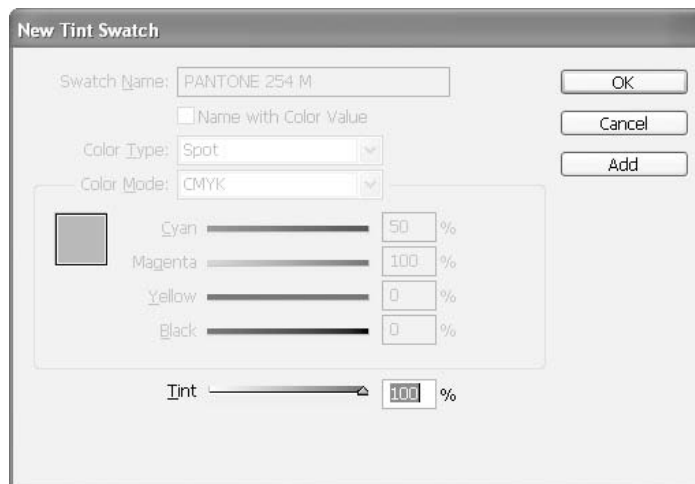 New Tint Swatch
Swatch Name: PANTONE 254 M
Name with Color Value
Color Type: Spot
Color Mode: CMYK
Cyan 50 %
Magenta 100 %
Yellow 0 %
Black 0 %
Tint 100 %
OK
Cancel
Add